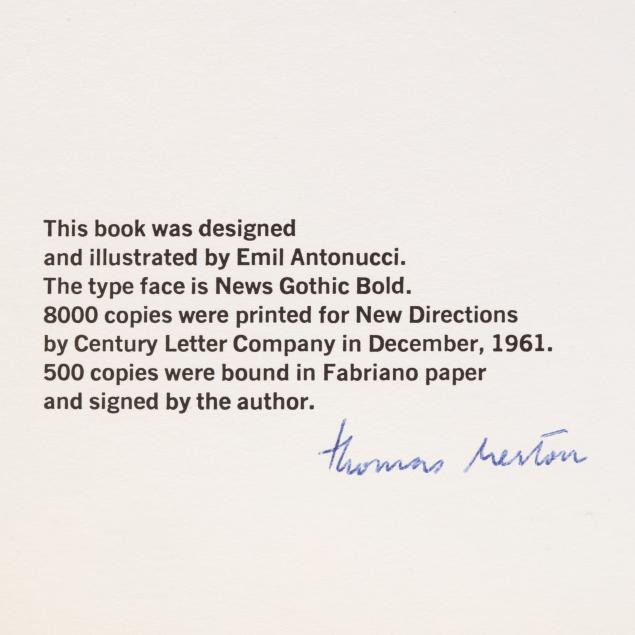 This book was designed
and illustrated by Emil Antonucci.
The type face is News Gothic Bold.
8000 copies were printed for New Directions
by Century Letter Company in December, 1961.
500 copies were bound in Fabriano paper
and signed by the author.
thomas merton